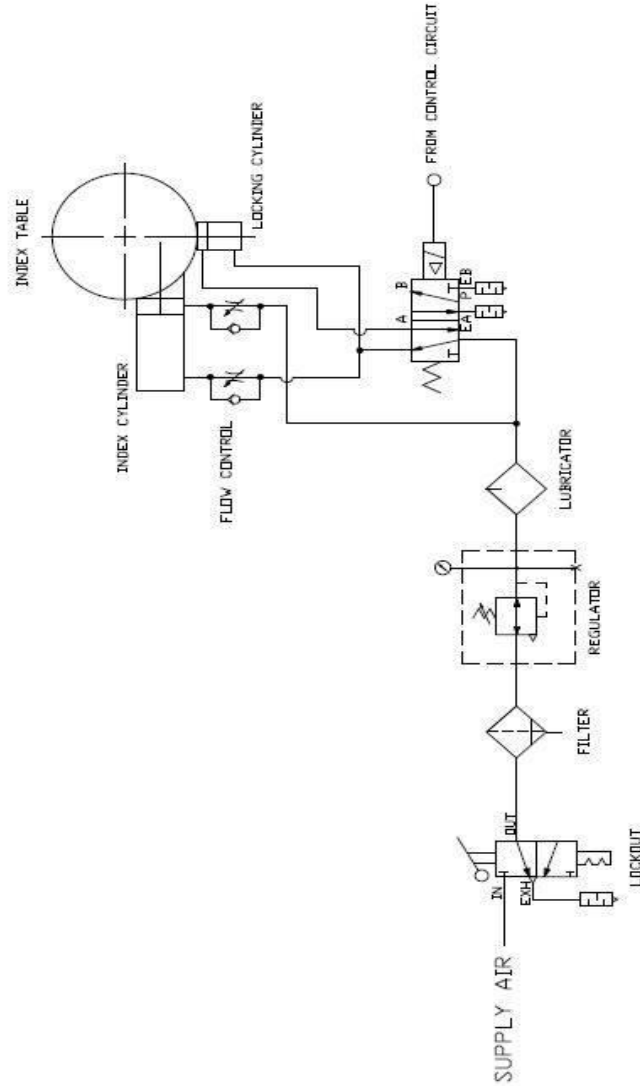 INDEX TABLE
INDEX CYLINDER
LOCKING CYLINDER
FLOW CONTROL
FROM CONTROL CIRCUIT
A
B
EA
P
EB
LUBRICATOR
REGULATOR
FILTER
OUT
IN
EXH
LOCKOUT
SUPPLY AIR